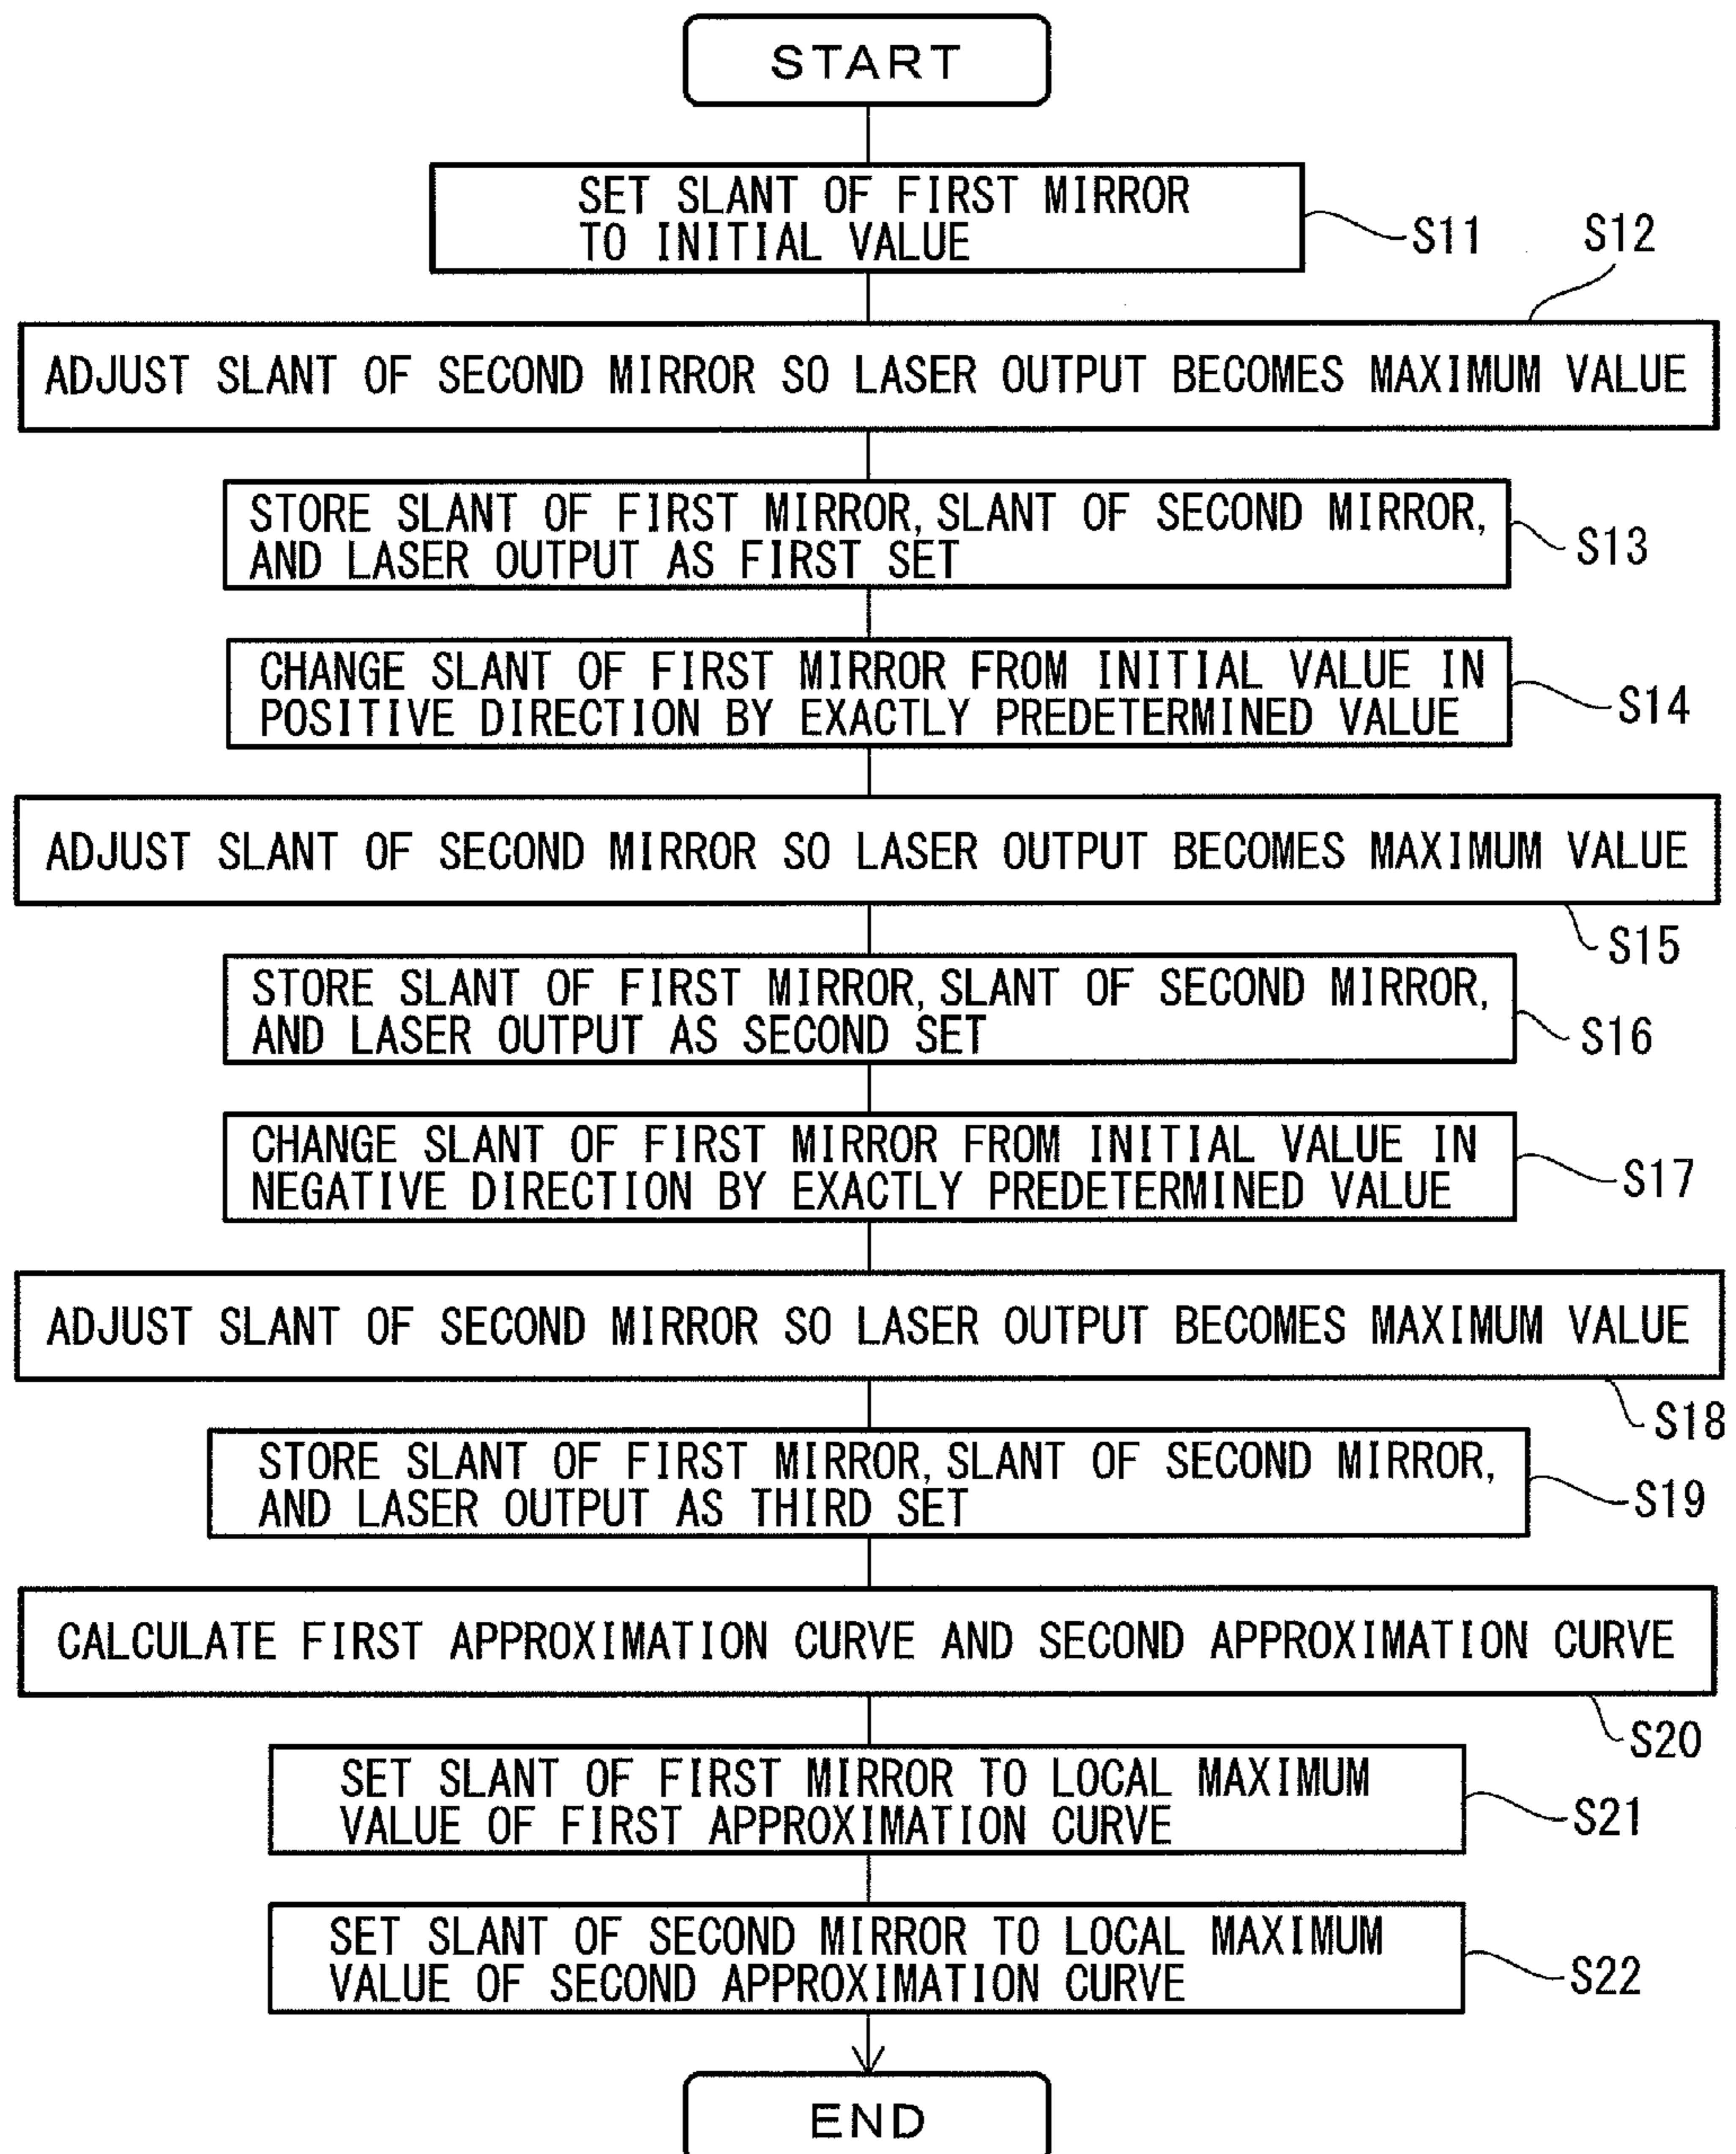 START
SET SLANT OF FIRST MIRROR
TO INITIAL VALUE
S11
S12
ADJUST SLANT OF SECOND MIRROR SO LASER OUTPUT BECOMES MAXIMUM VALUE
STORE SLANT OF FIRST MIRROR, SLANT OF SECOND MIRROR,
AND LASER OUTPUT AS FIRST SET
S13
CHANGE SLANT OF FIRST MIRROR FROM INITIAL VALUE IN
POSITIVE DIRECTION BY EXACTLY PREDETERMINED VALUE
S14
ADJUST SLANT OF SECOND MIRROR SO LASER OUTPUT BECOMES MAXIMUM VALUE
S15
STORE SLANT OF FIRST MIRROR, SLANT OF SECOND MIRROR,
AND LASER OUTPUT AS SECOND SET
S16
CHANGE SLANT OF FIRST MIRROR FROM INITIAL VALUE IN
NEGATIVE DIRECTION BY EXACTLY PREDETERMINED VALUE
S17
ADJUST SLANT OF SECOND MIRROR SO LASER OUTPUT BECOMES MAXIMUM VALUE
S18
STORE SLANT OF FIRST MIRROR, SLANT OF SECOND MIRROR,
AND LASER OUTPUT AS THIRD SET
S19
CALCULATE FIRST APPROXIMATION CURVE AND SECOND APPROXIMATION CURVE
S20
SET SLANT OF FIRST MIRROR TO LOCAL MAXIMUM
VALUE OF FIRST APPROXIMATION CURVE
S21
SET SLANT OF SECOND MIRROR TO LOCAL MAXIMUM
VALUE OF SECOND APPROXIMATION CURVE
S22
END